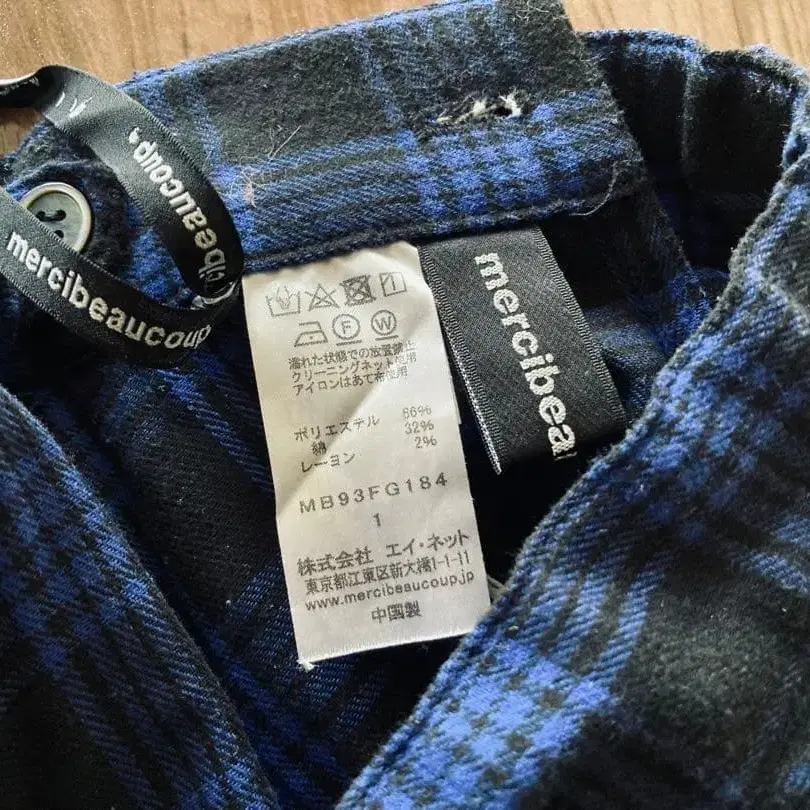 beaucoup,
mercibeaucoup
mercibeau
F
W
濡れた状態での放置禁止
クリーニングネット使用
アイロンはあて布使用
ポリエステル 66%
綿 32%
レーヨン 2%
MB93FG184
1
株式会社 エイ・ネット
東京都江東区新大橋1-1-11
www.mercibeaucoup.jp
中国製